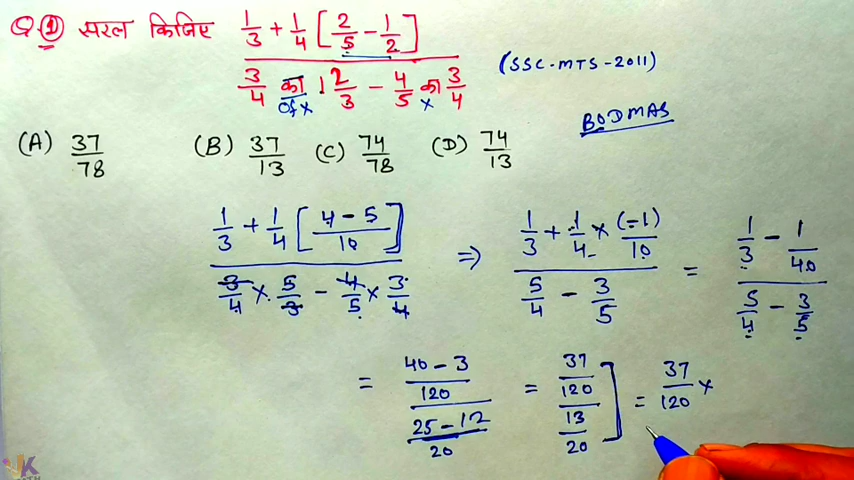 Q.① सरल किजिए 1/3 + 1/4 [ 2/5 − 1/2 ]
3/4 का 1 2/3 − 4/5 का 3/4
of x x
(SSC-MTS-2011)
BODMAS
(A) 37/78 (B) 37/13 (C) 74/78 (D) 74/13
1/3 + 1/4 [ 4 − 5 / 10 ] ⇒ 1/3 + 1/4 × (−1)/10 = 1/3 − 1/40
3/4 × 5/3 − 4/5 × 3/4 5/4 − 3/5 5/4 − 3/5
= 40 − 3 / 120 = 37/120 ] = 37/120 ×
25 − 12 / 20 13/20